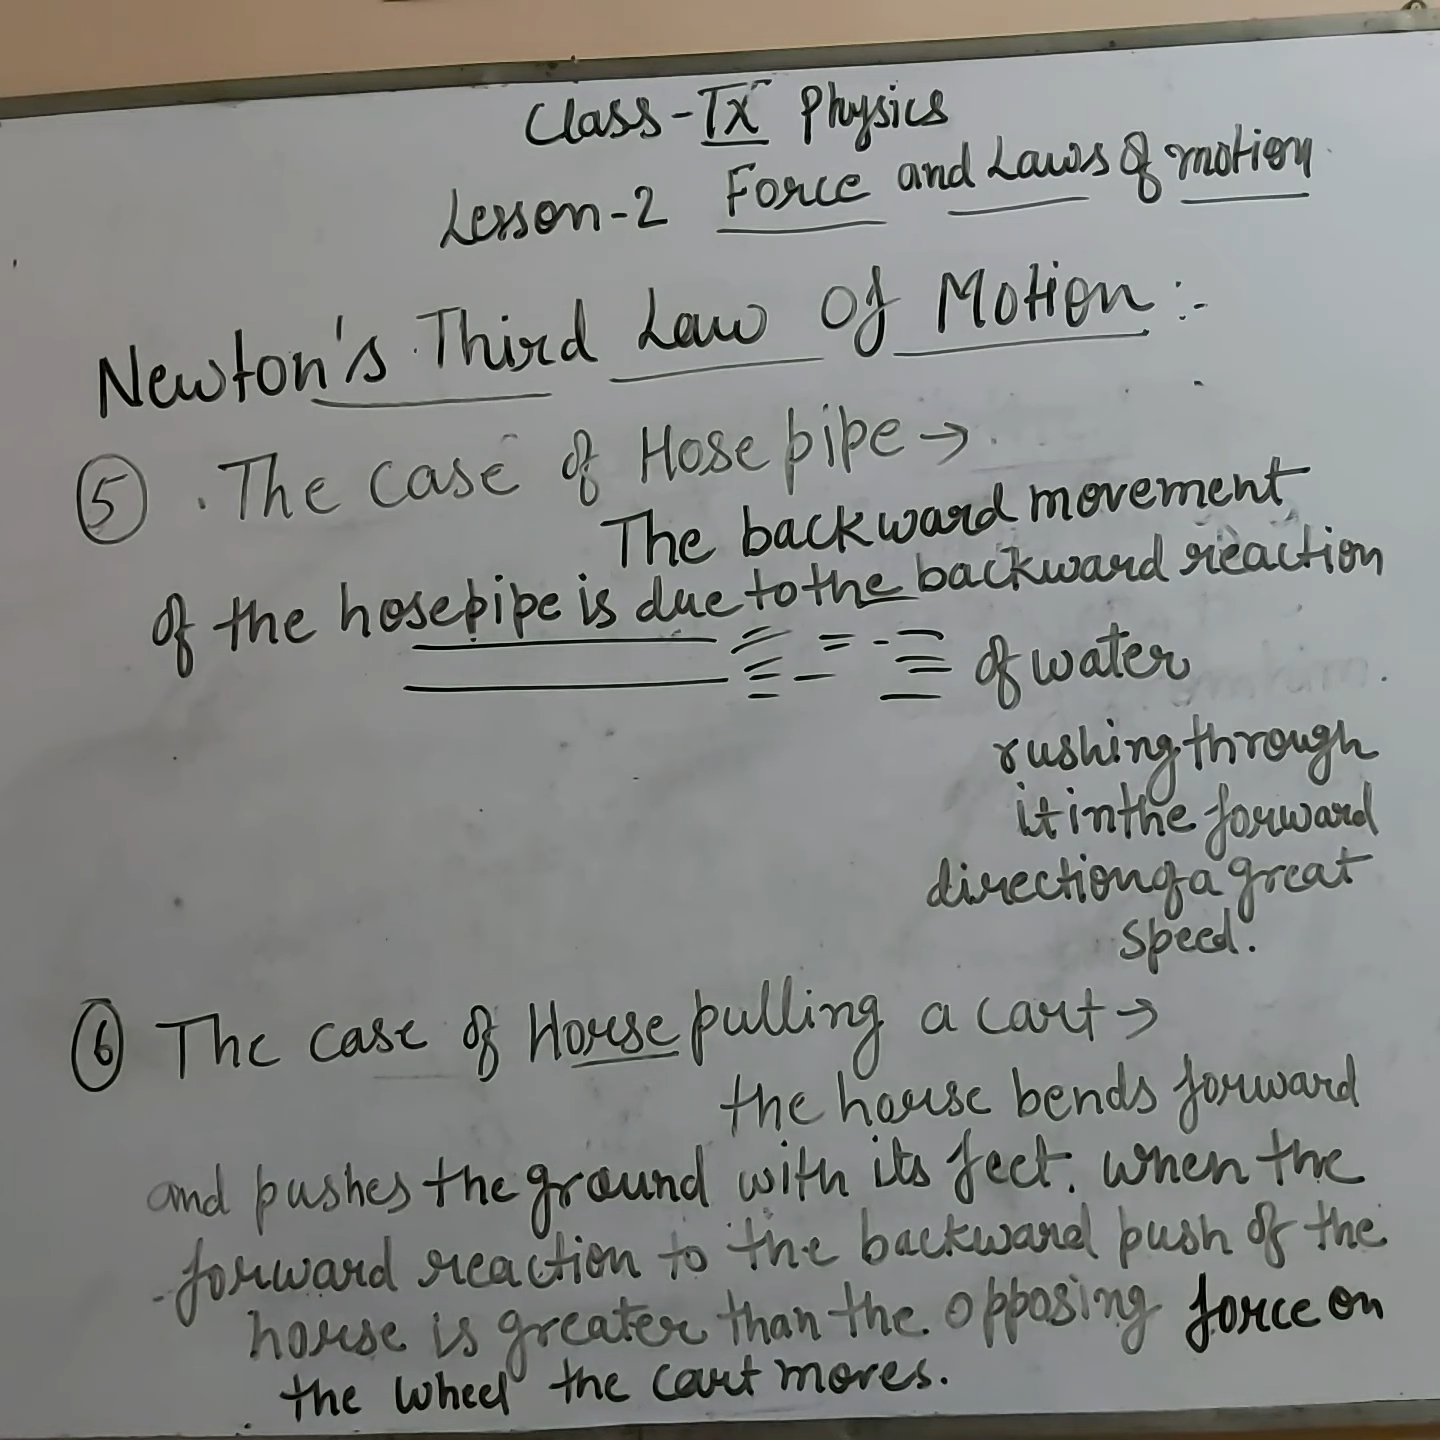 Class-IX Physics
Lesson-2 Force and Laws of motion
Newton's Third Law Of Motion :-
⑤ . The case of Hose pipe →
The backward movement
of the hosepipe is due to the backward reaction
of water
rushing through
it in the forward
direction of a great
speed.
⑥ The case of Horse pulling a cart →
the horse bends forward
and pushes the ground with its feet. when the
forward reaction to the backward push of the
horse is greater than the opposing force on
the wheel the cart moves.